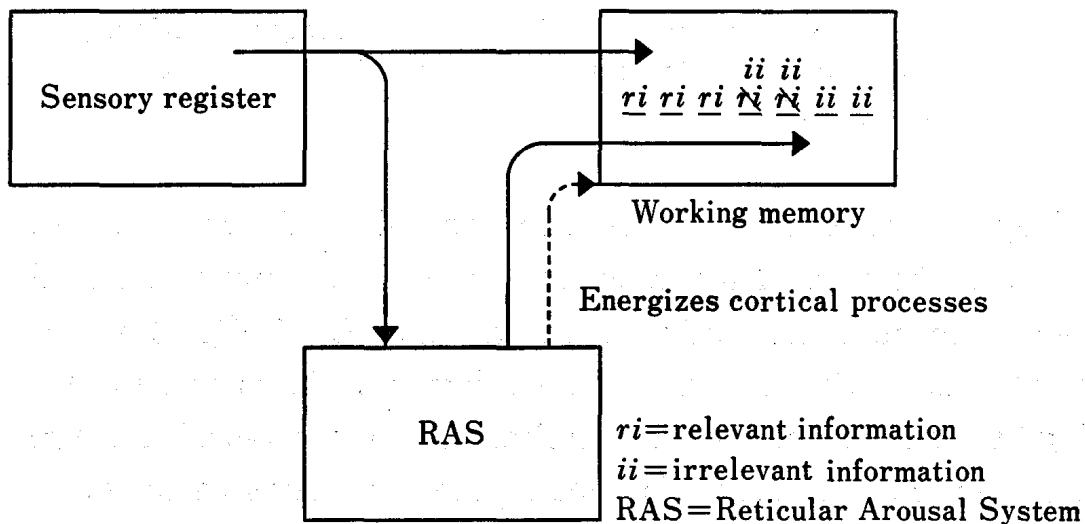 Sensory register
ii ii
ri ri ri ri ri ii ii
Working memory
Energizes cortical processes
RAS
ri=relevant information
ii=irrelevant information
RAS=Reticular Arousal System